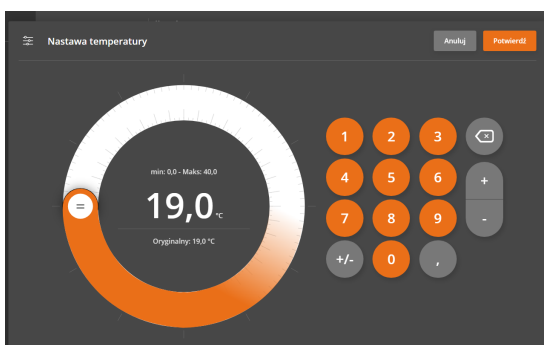 Nastawa temperatury
Anuluj
Potwierdź
min: 0,0 - Maks: 40,0
19,0 °C
Oryginalny: 19,0 °C
=
1 2 3
4 5 6 +
7 8 9 -
+/- 0 ,